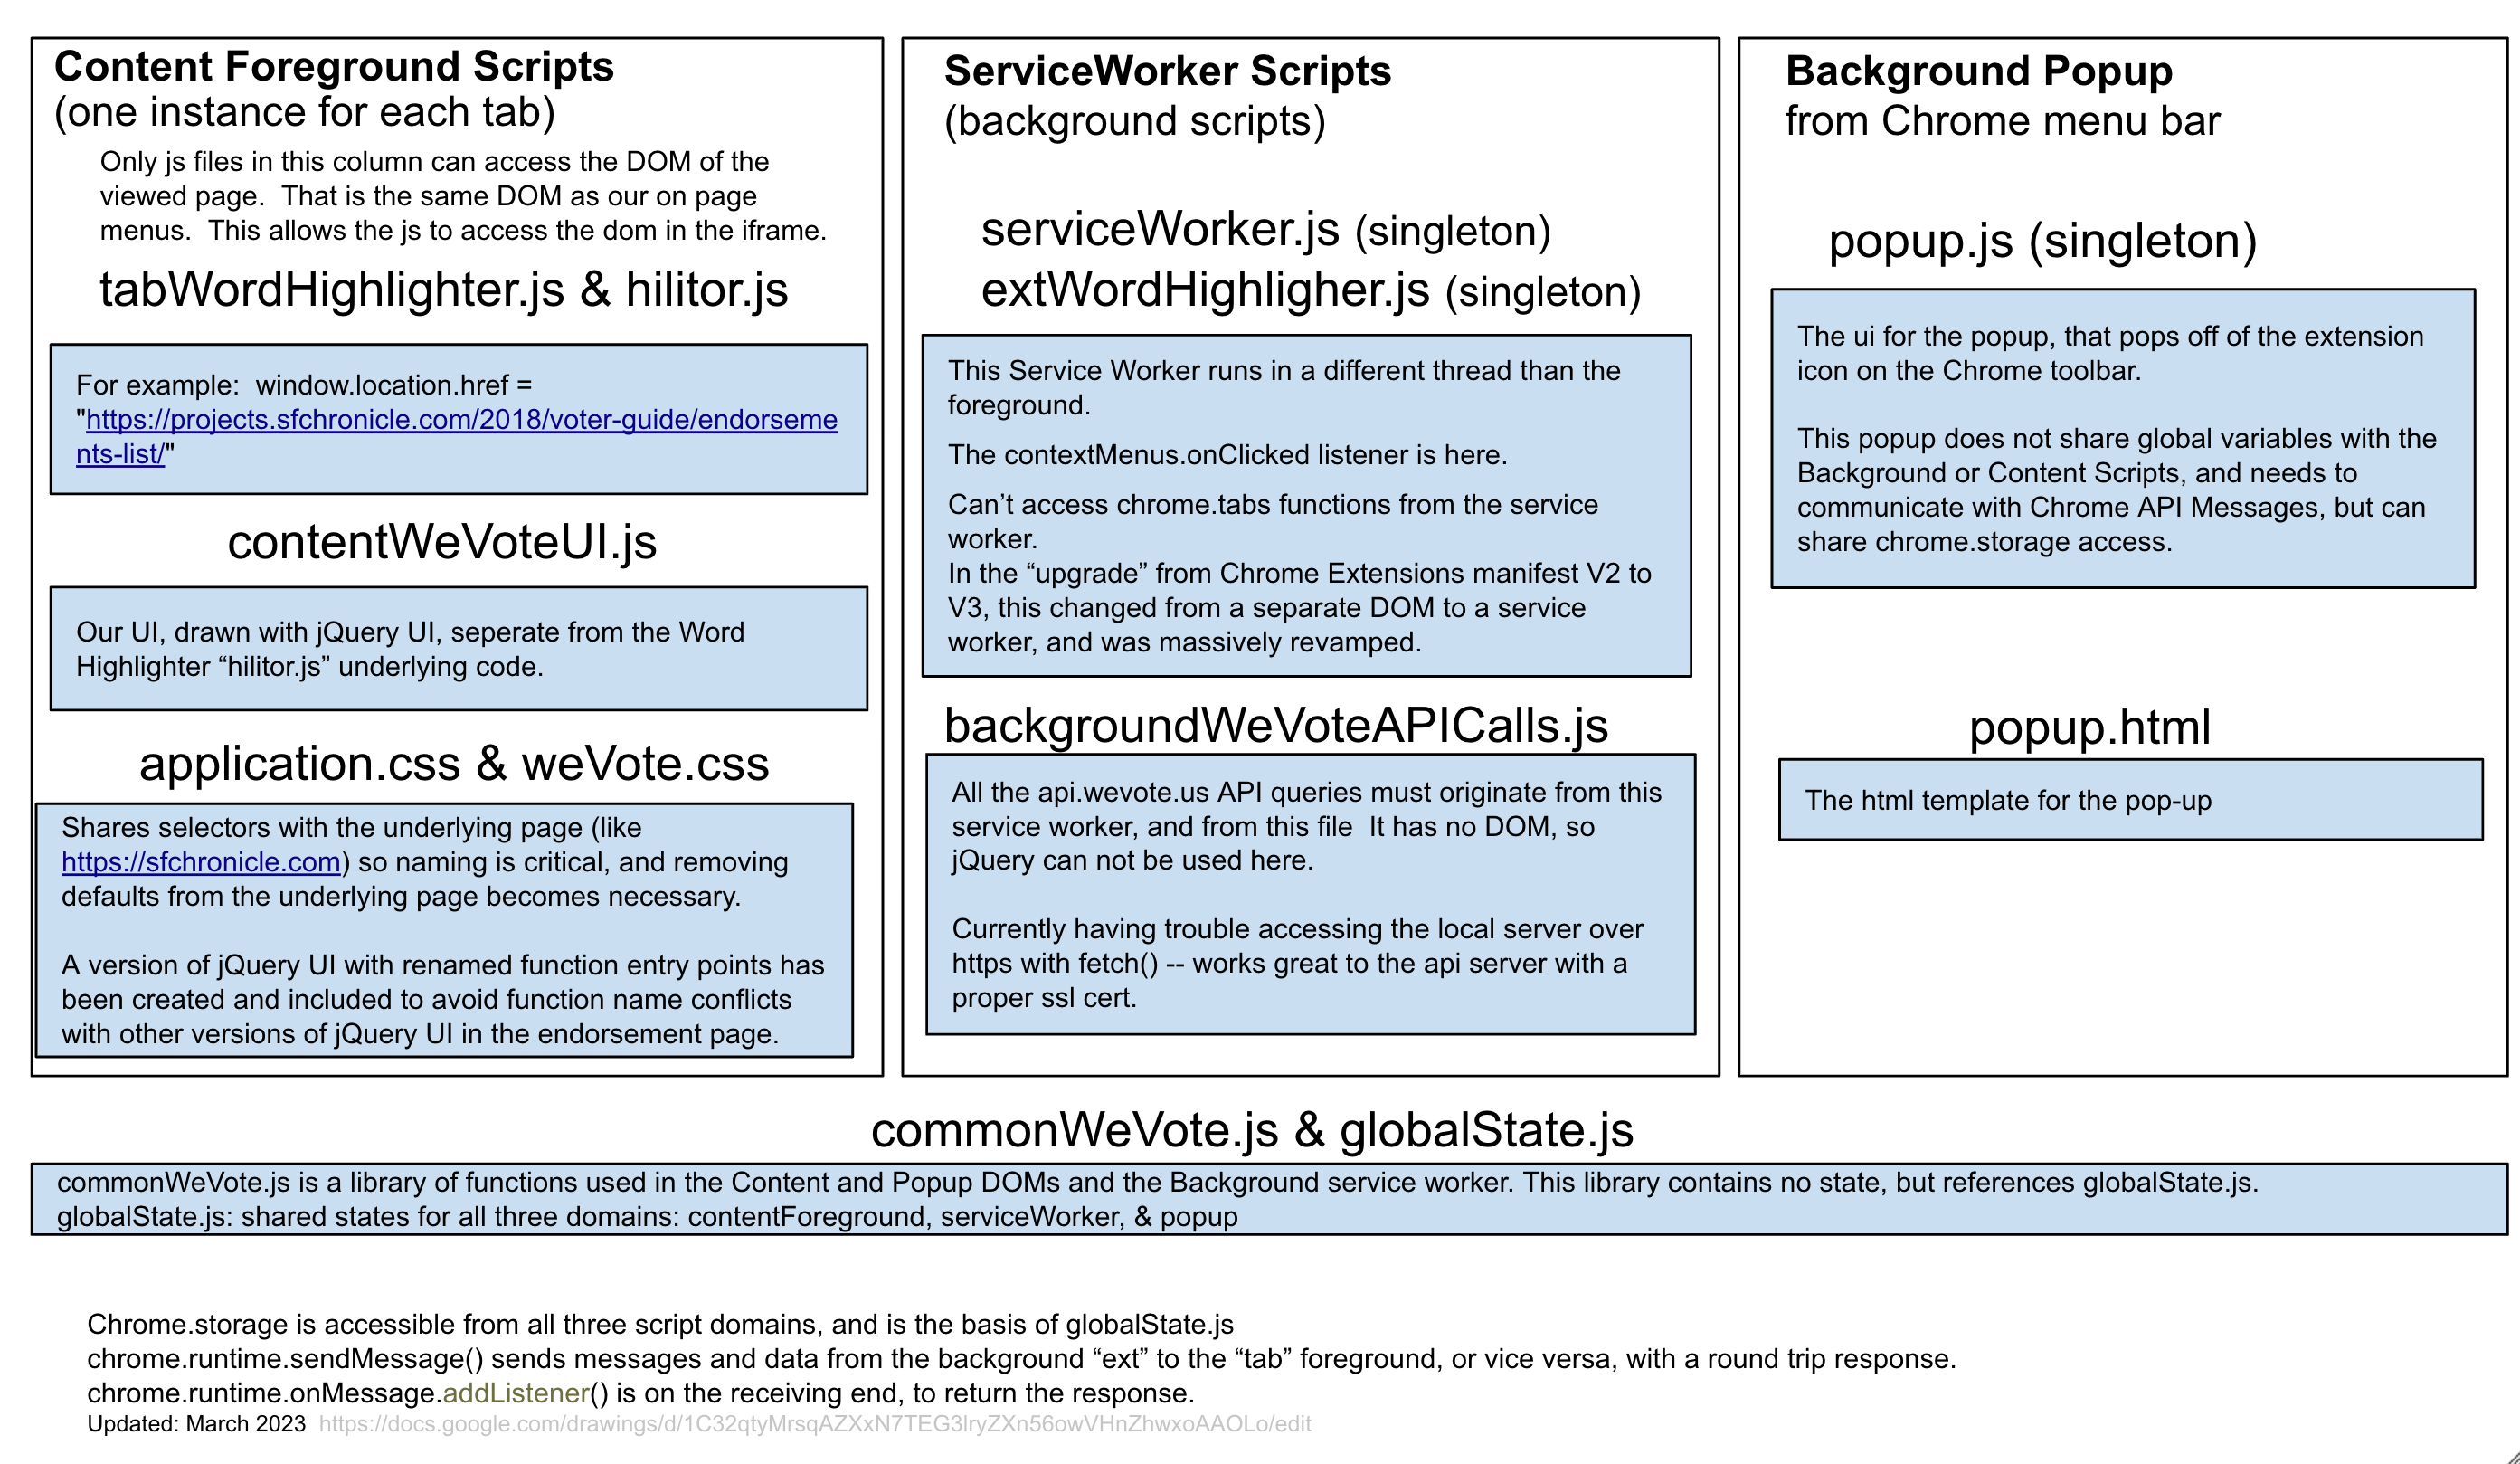 Content Foreground Scripts
(one instance for each tab)
Only js files in this column can access the DOM of the
viewed page.  That is the same DOM as our on page
menus.  This allows the js to access the dom in the iframe.
tabWordHighlighter.js & hilitor.js
For example:  window.location.href =
"https://projects.sfchronicle.com/2018/voter-guide/endorseme
nts-list/"
contentWeVoteUI.js
Our UI, drawn with jQuery UI, seperate from the Word
Highlighter “hilitor.js” underlying code.
application.css & weVote.css
Shares selectors with the underlying page (like
https://sfchronicle.com) so naming is critical, and removing
defaults from the underlying page becomes necessary.
A version of jQuery UI with renamed function entry points has
been created and included to avoid function name conflicts
with other versions of jQuery UI in the endorsement page.
ServiceWorker Scripts
(background scripts)
serviceWorker.js (singleton)
extWordHighligher.js (singleton)
This Service Worker runs in a different thread than the
foreground.
The contextMenus.onClicked listener is here.
Can’t access chrome.tabs functions from the service
worker.
In the “upgrade” from Chrome Extensions manifest V2 to
V3, this changed from a separate DOM to a service
worker, and was massively revamped.
backgroundWeVoteAPICalls.js
All the api.wevote.us API queries must originate from this
service worker, and from this file  It has no DOM, so
jQuery can not be used here.
Currently having trouble accessing the local server over
https with fetch() -- works great to the api server with a
proper ssl cert.
Background Popup
from Chrome menu bar
popup.js (singleton)
The ui for the popup, that pops off of the extension
icon on the Chrome toolbar.
This popup does not share global variables with the
Background or Content Scripts, and needs to
communicate with Chrome API Messages, but can
share chrome.storage access.
popup.html
The html template for the pop-up
commonWeVote.js & globalState.js
commonWeVote.js is a library of functions used in the Content and Popup DOMs and the Background service worker. This library contains no state, but references globalState.js.
globalState.js: shared states for all three domains: contentForeground, serviceWorker, & popup
Chrome.storage is accessible from all three script domains, and is the basis of globalState.js
chrome.runtime.sendMessage() sends messages and data from the background “ext” to the “tab” foreground, or vice versa, with a round trip response.
chrome.runtime.onMessage.addListener() is on the receiving end, to return the response.
Updated: March 2023  https://docs.google.com/drawings/d/1C32qtyMrsqAZXxN7TEG3lryZXn56owVHnZhwxoAAOLo/edit